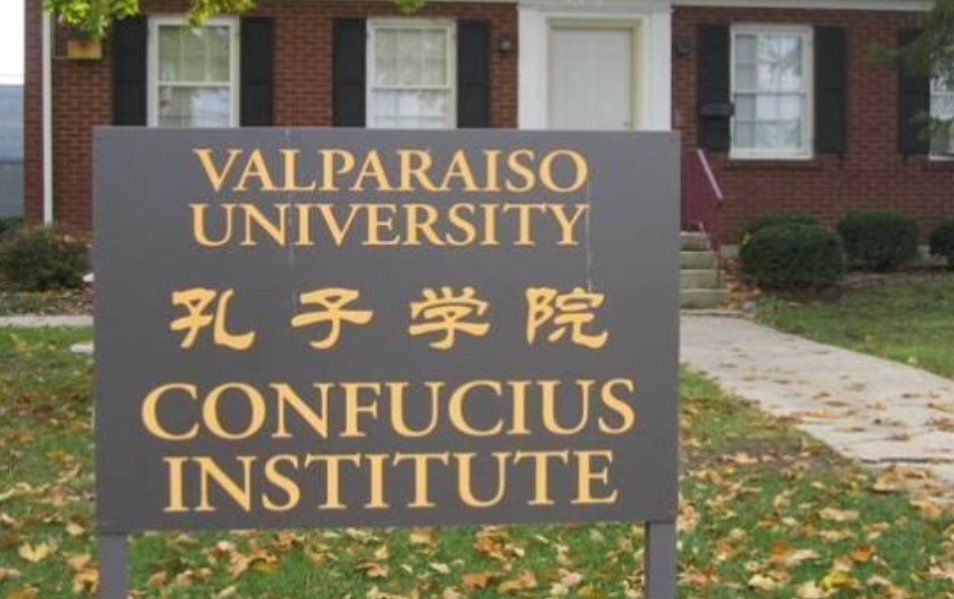 VALPARAISO
UNIVERSITY
孔子学院
CONFUCIUS
INSTITUTE